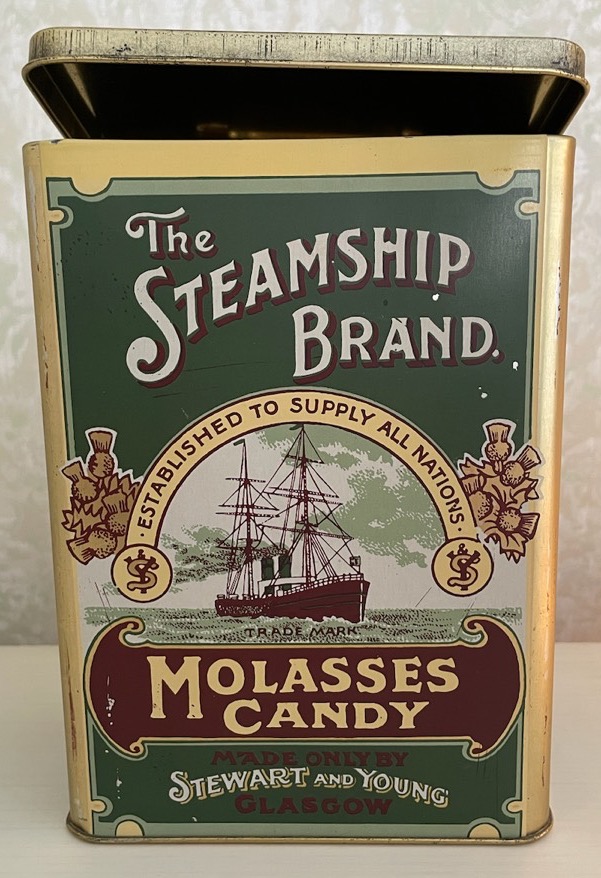 The
STEAMSHIP
BRAND.
·ESTABLISHED TO SUPPLY ALL NATIONS·
TRADE MARK
MOLASSES
CANDY
MADE ONLY BY
STEWART AND YOUNG
GLASGOW